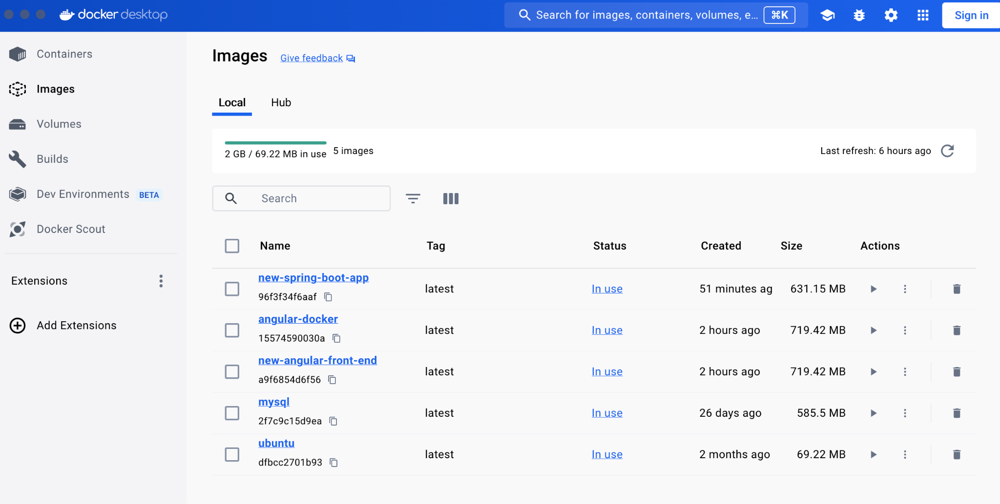 docker desktop
Search for images, containers, volumes, e... ⌘K
Sign in
Containers
Images
Volumes
Builds
Dev Environments BETA
Docker Scout
Extensions
Add Extensions
Images Give feedback
Local Hub
2 GB / 69.22 MB in use 5 images
Last refresh: 6 hours ago
Search
Name Tag Status Created Size Actions
new-spring-boot-app
96f3f34f6aaf
latest In use 51 minutes ag 631.15 MB
angular-docker
15574590030a
latest In use 2 hours ago 719.42 MB
new-angular-front-end
a9f6854d6f56
latest In use 2 hours ago 719.42 MB
mysql
2f7c9c15d9ea
latest In use 26 days ago 585.5 MB
ubuntu
dfbcc2701b93
latest In use 2 months ago 69.22 MB